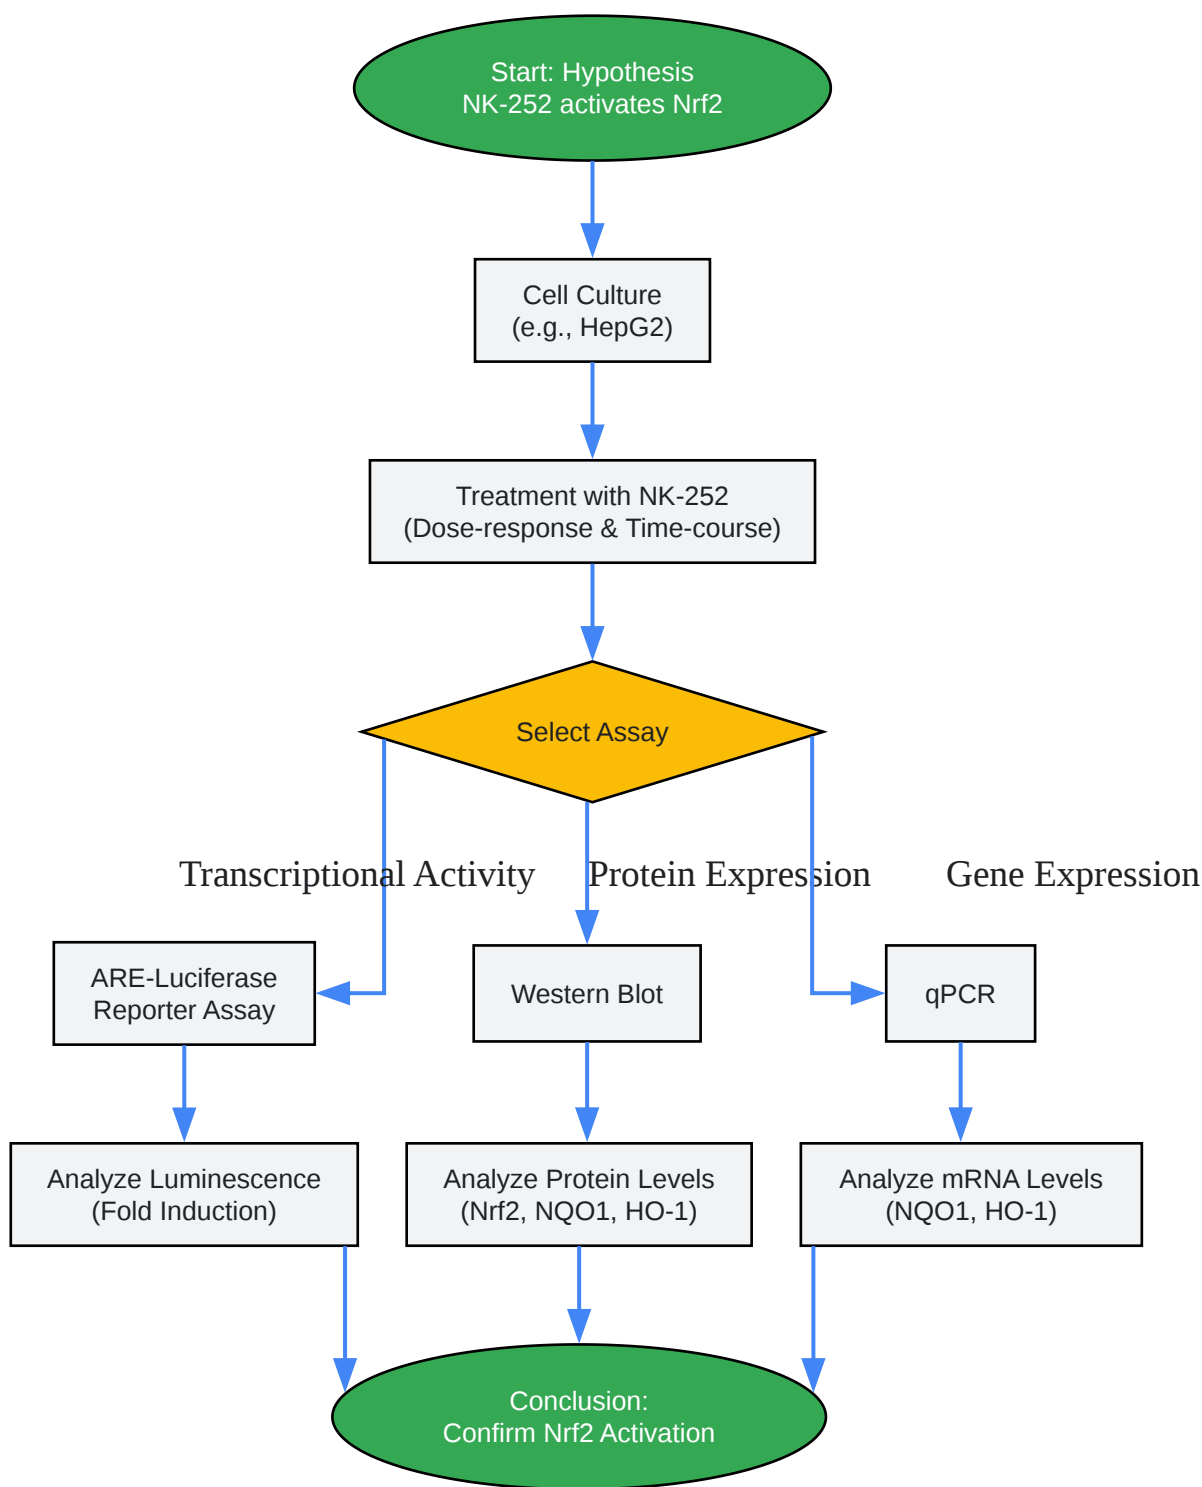 Start: Hypothesis
NK-252 activates Nrf2
Cell Culture
(e.g., HepG2)
Treatment with NK-252
(Dose-response & Time-course)
Select Assay
Transcriptional Activity
Protein Expression
Gene Expression
ARE-Luciferase
Reporter Assay
Western Blot
qPCR
Analyze Luminescence
(Fold Induction)
Analyze Protein Levels
(Nrf2, NQO1, HO-1)
Analyze mRNA Levels
(NQO1, HO-1)
Conclusion:
Confirm Nrf2 Activation